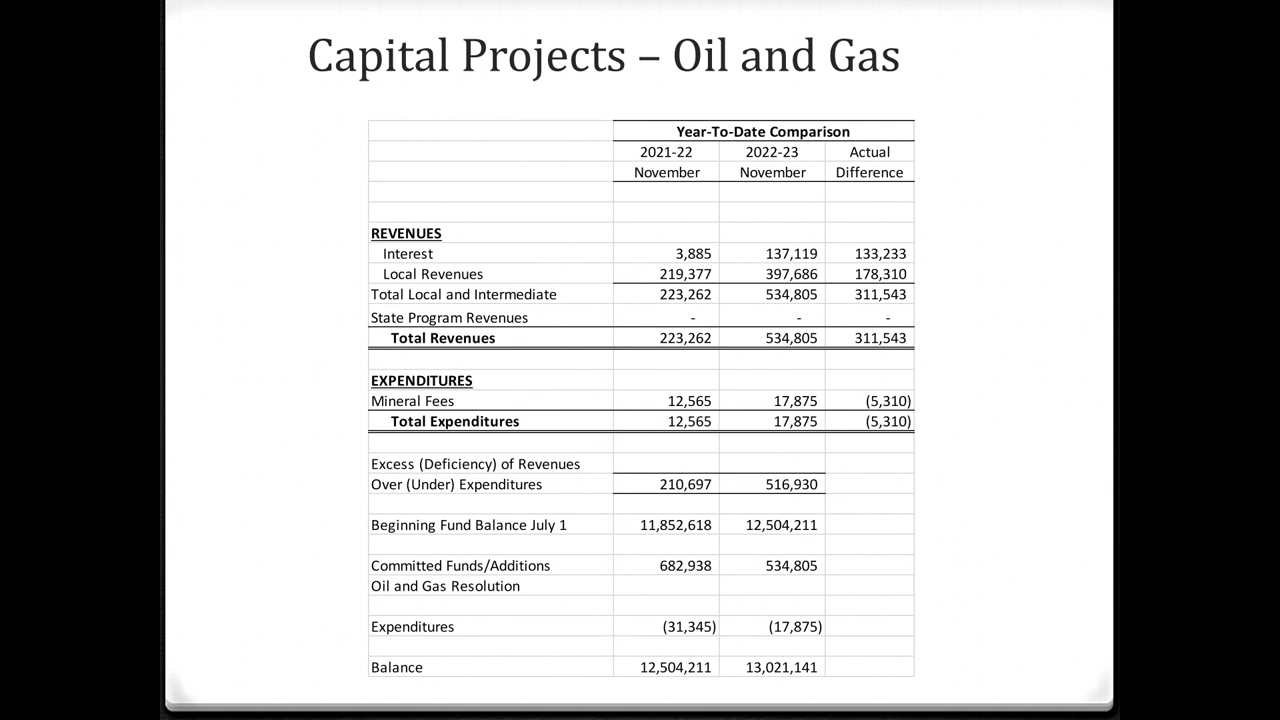 Capital Projects – Oil and Gas
Year-To-Date Comparison
2021-22 2022-23 Actual
November November Difference
REVENUES
Interest 3,885 137,119 133,233
Local Revenues 219,377 397,686 178,310
Total Local and Intermediate 223,262 534,805 311,543
State Program Revenues - - -
Total Revenues 223,262 534,805 311,543
EXPENDITURES
Mineral Fees 12,565 17,875 (5,310)
Total Expenditures 12,565 17,875 (5,310)
Excess (Deficiency) of Revenues
Over (Under) Expenditures 210,697 516,930
Beginning Fund Balance July 1 11,852,618 12,504,211
Committed Funds/Additions 682,938 534,805
Oil and Gas Resolution
Expenditures (31,345) (17,875)
Balance 12,504,211 13,021,141